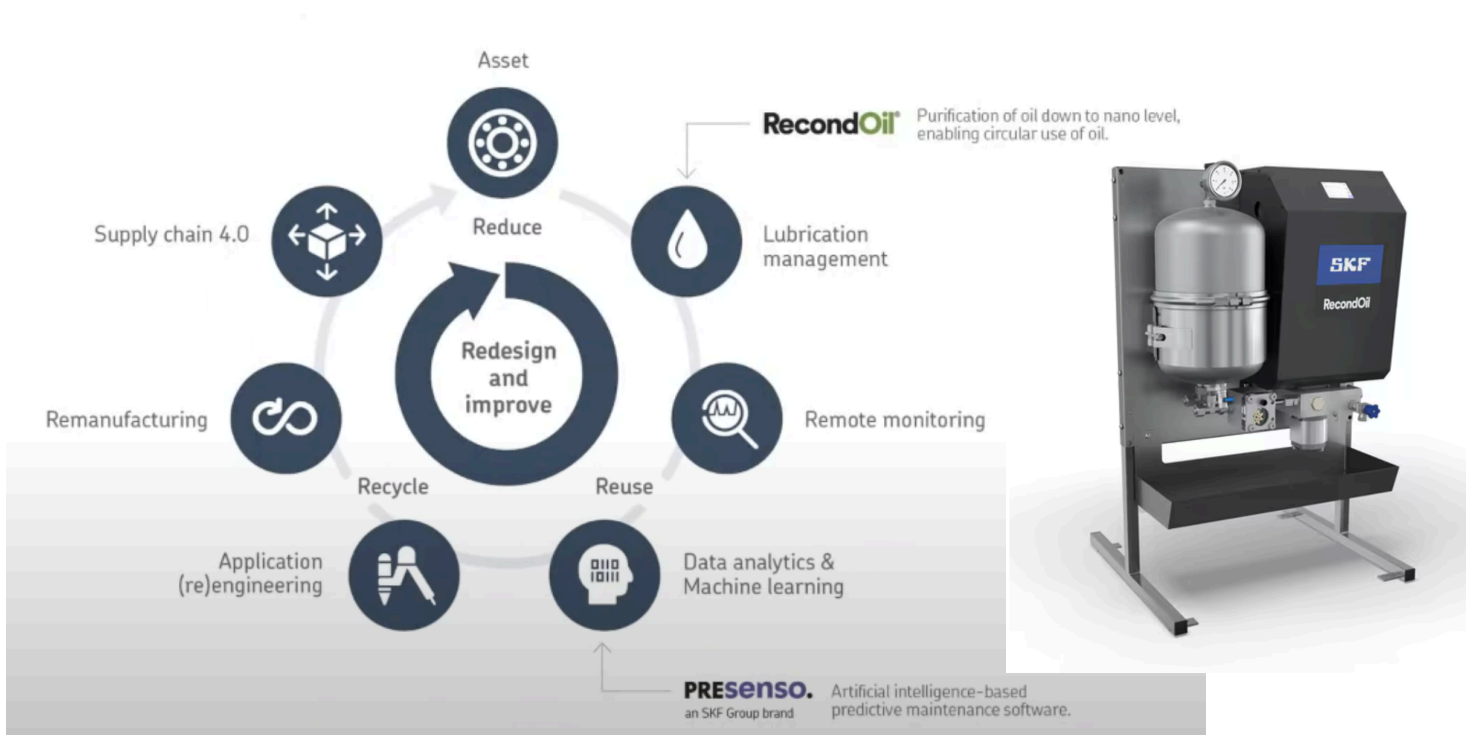 Asset
RecondOil®
Purification of oil down to nano level,
enabling circular use of oil.
Supply chain 4.0
Reduce
Lubrication
management
SKF
RecondOil
Redesign
and
improve
Remanufacturing
Remote monitoring
Recycle
Reuse
Application
(re)engineering
0110
1011
Data analytics &
Machine learning
PRESenso.
an SKF Group brand
Artificial intelligence-based
predictive maintenance software.